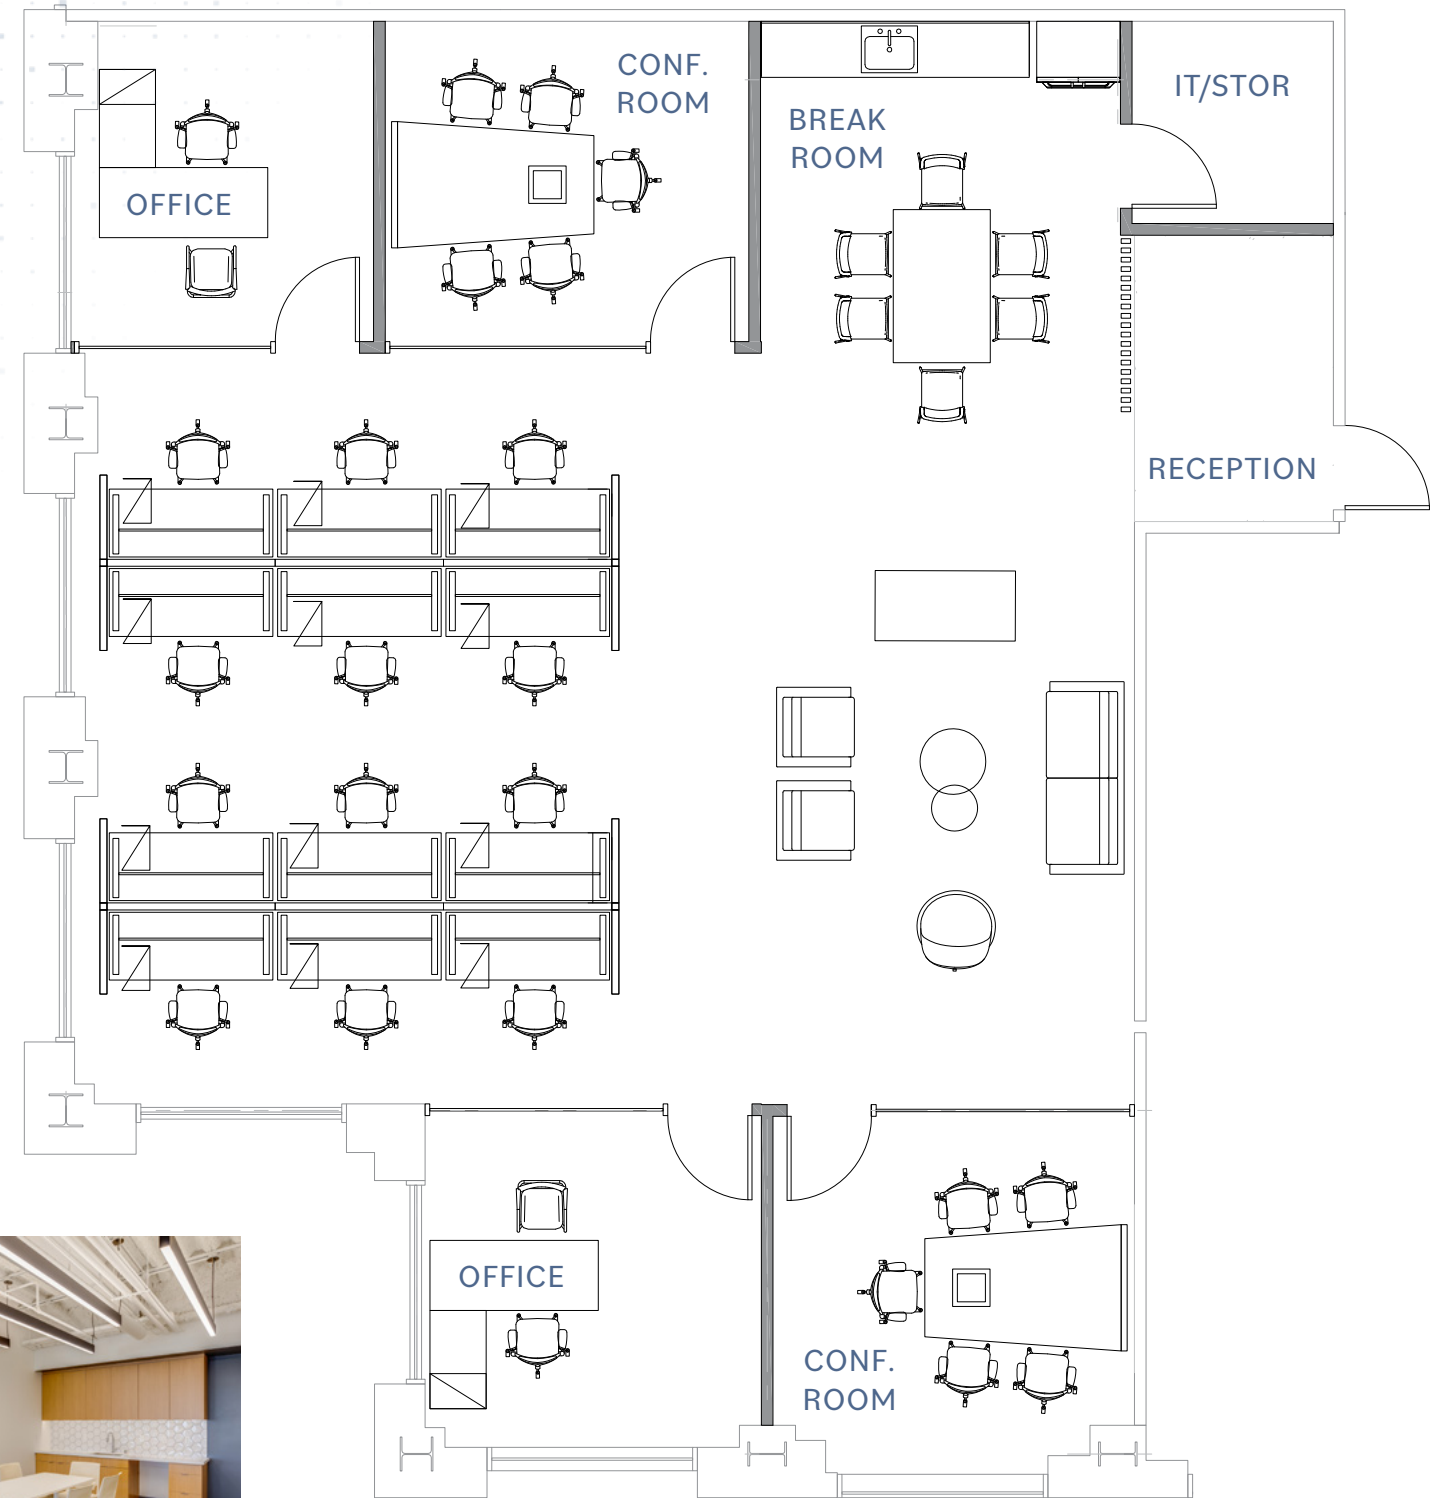 CONF.
ROOM
IT/STOR
BREAK
ROOM
OFFICE
RECEPTION
OFFICE
CONF.
ROOM